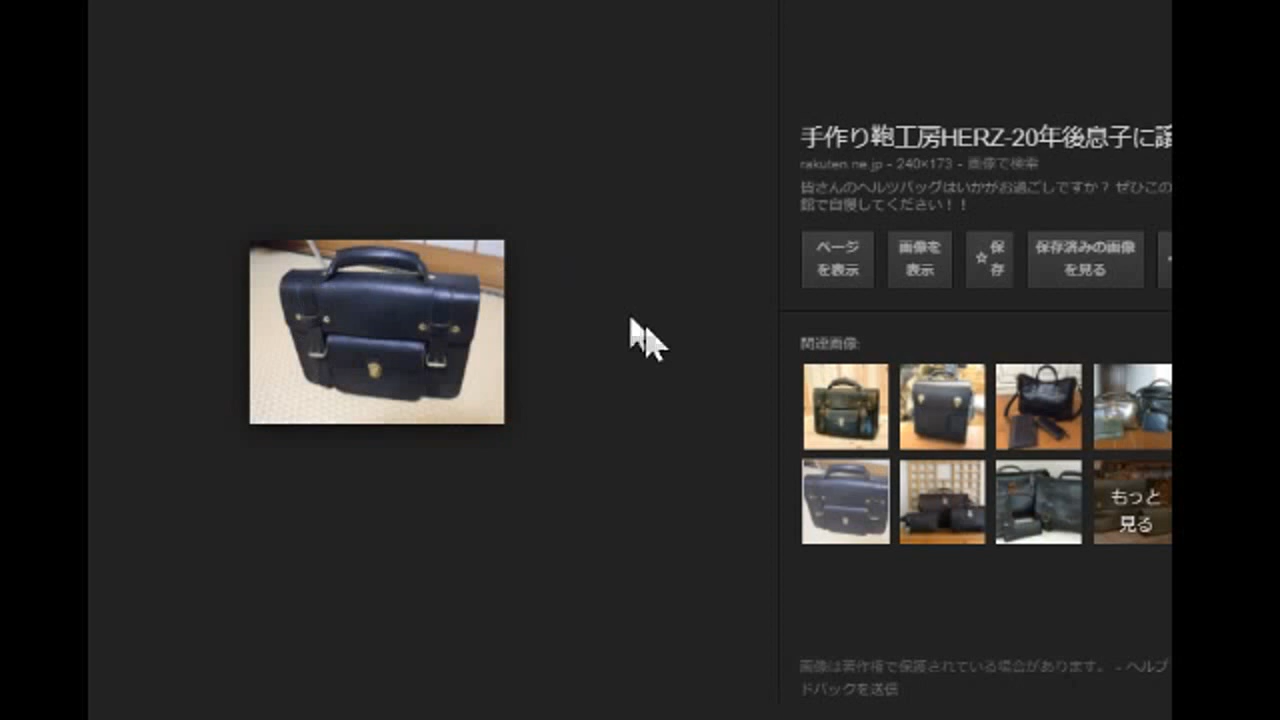 手作り鞄工房HERZ-20年後息子に譲
rakuten.ne.jp - 240×173 - 画像で検索
皆さんのヘルツバッグはいかがお過ごしですか？ ぜひこの
館で自慢してください！！
ページ
を表示
画像を
表示
☆ 保
存
保存済みの画像
を見る
関連画像:
もっと
見る
画像は著作権で保護されている場合があります。 - ヘルプ
ドバックを送信